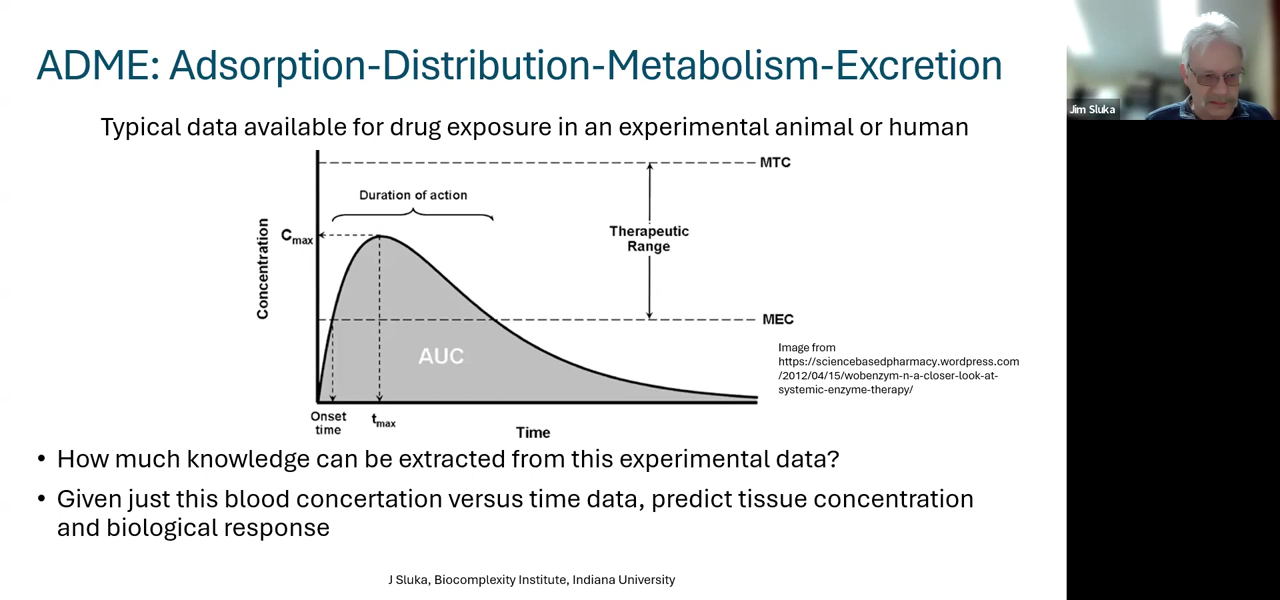 ADME: Adsorption-Distribution-Metabolism-Excretion
Jim Sluka
Typical data available for drug exposure in an experimental animal or human
MTC
Duration of action
Concentration
Cmax
Therapeutic
Range
MEC
AUC
Image from
https://sciencebasedpharmacy.wordpress.com
/2012/04/15/wobenzym-n-a-closer-look-at-
systemic-enzyme-therapy/
Onset
time
tmax
Time
• How much knowledge can be extracted from this experimental data?
• Given just this blood concertation versus time data, predict tissue concentration
and biological response
J Sluka, Biocomplexity Institute, Indiana University